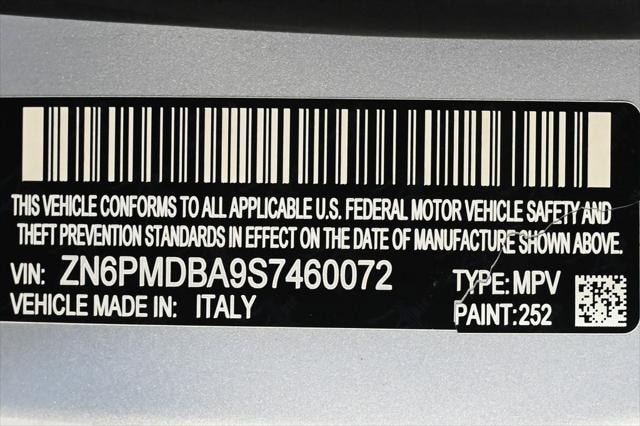 THIS VEHICLE CONFORMS TO ALL APPLICABLE U.S. FEDERAL MOTOR VEHICLE SAFETY AND
THEFT PREVENTION STANDARDS IN EFFECT ON THE DATE OF MANUFACTURE SHOWN ABOVE.
VIN: ZN6PMDBA9S7460072 TYPE: MPV
VEHICLE MADE IN: ITALY PAINT: 252